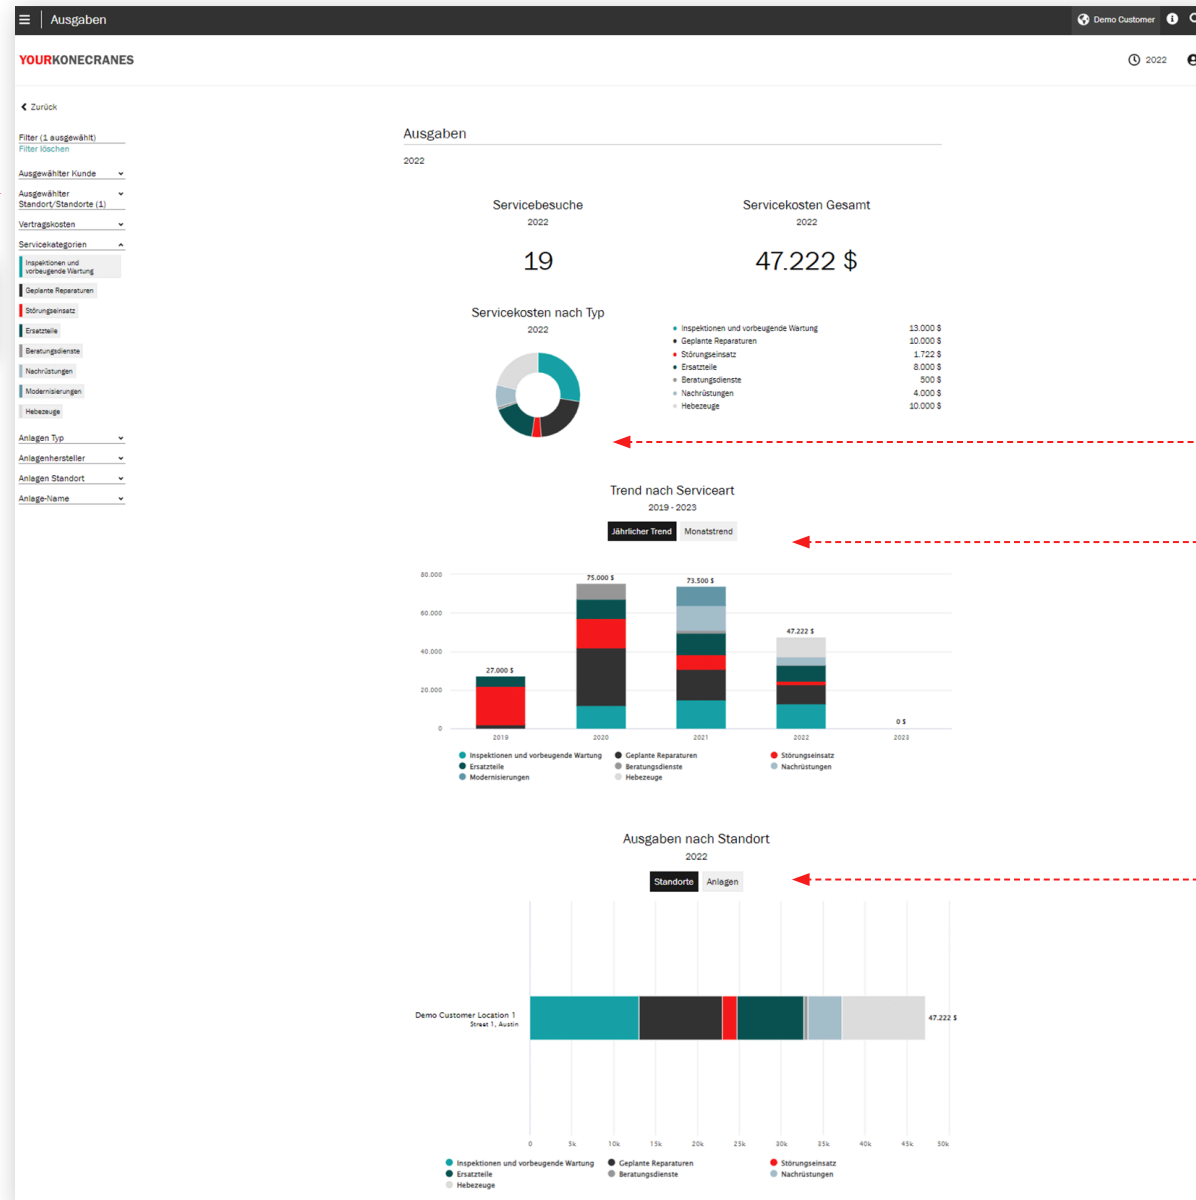 Ausgaben
Demo Customer
YOURKONECRANES
2022
Zurück
Filter (1 ausgewählt)
Filter löschen
Ausgewählter Kunde
Ausgewählter
Standort/Standorte (1)
Vertragskosten
Servicekategorien
Inspektionen und
vorbeugende Wartung
Geplante Reparaturen
Störungseinsatz
Ersatzteile
Beratungsdienste
Nachrüstungen
Modernisierungen
Hebezeuge
Anlagen Typ
Anlagenhersteller
Anlagen Standort
Anlage-Name
Ausgaben
2022
Servicebesuche
2022
19
Servicekosten Gesamt
2022
47.222 $
Servicekosten nach Typ
2022
Inspektionen und vorbeugende Wartung 13.000 $
Geplante Reparaturen 10.000 $
Störungseinsatz 1.722 $
Ersatzteile 8.000 $
Beratungsdienste 500 $
Nachrüstungen 4.000 $
Hebezeuge 10.000 $
Trend nach Serviceart
2019 - 2023
Jährlicher Trend Monatstrend
80.000
60.000
40.000
20.000
0
27.000 $
75.000 $
73.500 $
47.222 $
0 $
2019 2020 2021 2022 2023
Inspektionen und vorbeugende Wartung Geplante Reparaturen Störungseinsatz
Ersatzteile Beratungsdienste Nachrüstungen
Modernisierungen Hebezeuge
Ausgaben nach Standort
2022
Standorte Anlagen
Demo Customer Location 1
Street 1, Austin
47.222 $
0 5k 10k 15k 20k 25k 30k 35k 40k 45k 50k
Inspektionen und vorbeugende Wartung Geplante Reparaturen Störungseinsatz
Ersatzteile Beratungsdienste Nachrüstungen
Hebezeuge